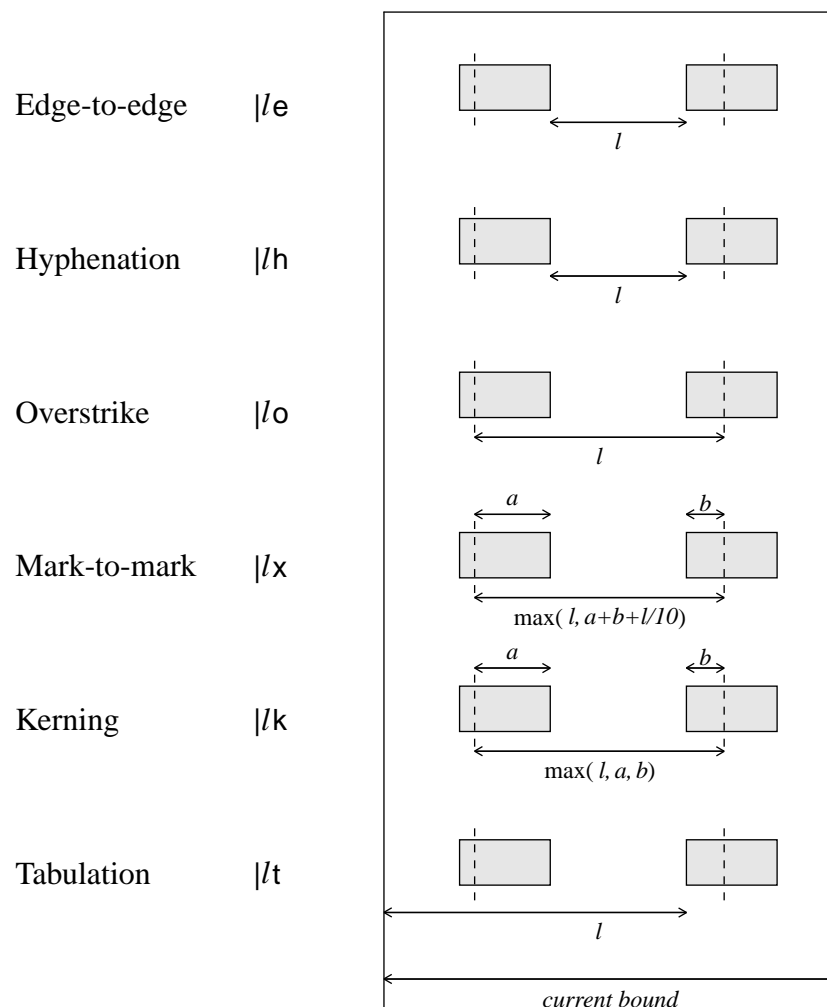 Edge-to-edge |le
l
Hyphenation |lh
l
Overstrike |lo
l
a b
Mark-to-mark |lx
max( l, a+b+l/10)
a b
Kerning |lk
max( l, a, b)
Tabulation |lt
l
current bound